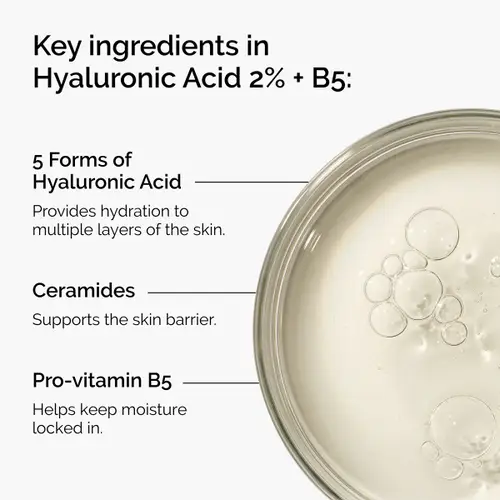 Key ingredients in
Hyaluronic Acid 2% + B5:
5 Forms of
Hyaluronic Acid
Provides hydration to
multiple layers of the skin.
Ceramides
Supports the skin barrier.
Pro-vitamin B5
Helps keep moisture
locked in.